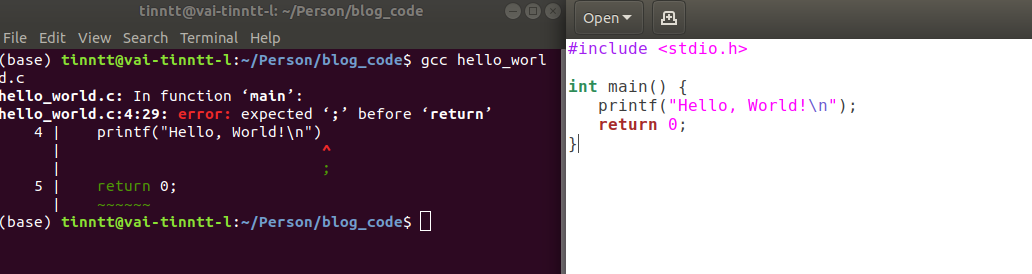 tinntt@vai-tinntt-l: ~/Person/blog_code
File Edit View Search Terminal Help
(base) tinntt@vai-tinntt-l:~/Person/blog_code$ gcc hello_worl
d.c
hello_world.c: In function ‘main’:
hello_world.c:4:29: error: expected ‘;’ before ‘return’
    4 |    printf("Hello, World!\n")
      |                             ^
      |                             ;
    5 |    return 0;
      |    ~~~~~~
(base) tinntt@vai-tinntt-l:~/Person/blog_code$
Open
#include <stdio.h>
int main() {
   printf("Hello, World!\n");
   return 0;
}